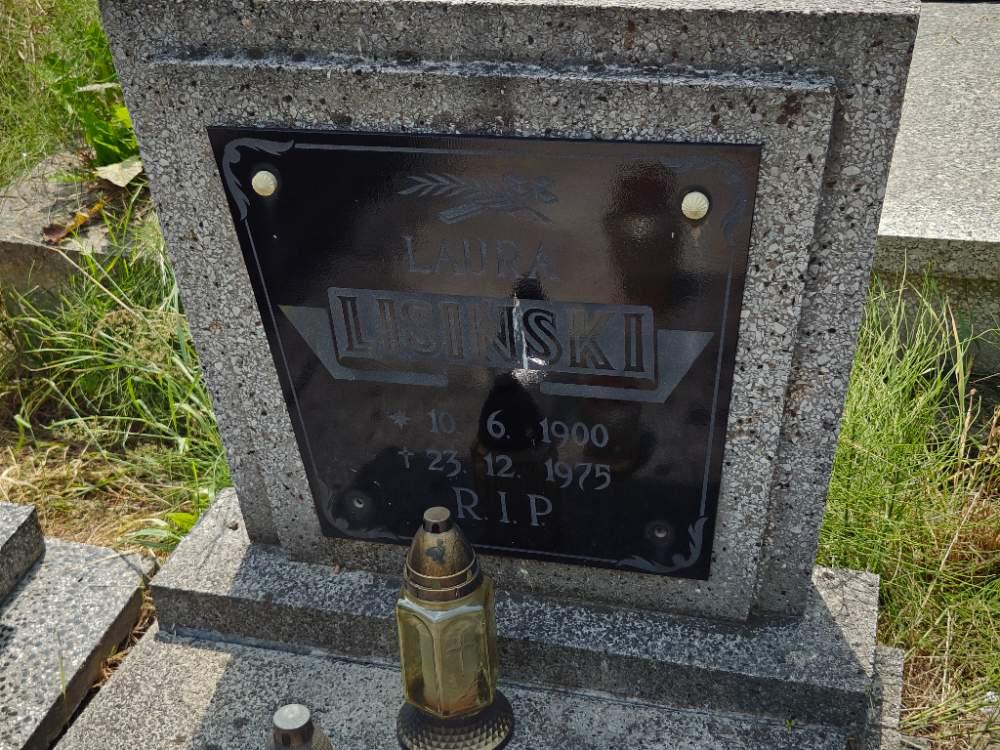 LAURA
LISINSKI
* 10. 6. 1900
† 23. 12. 1975
R.I.P.